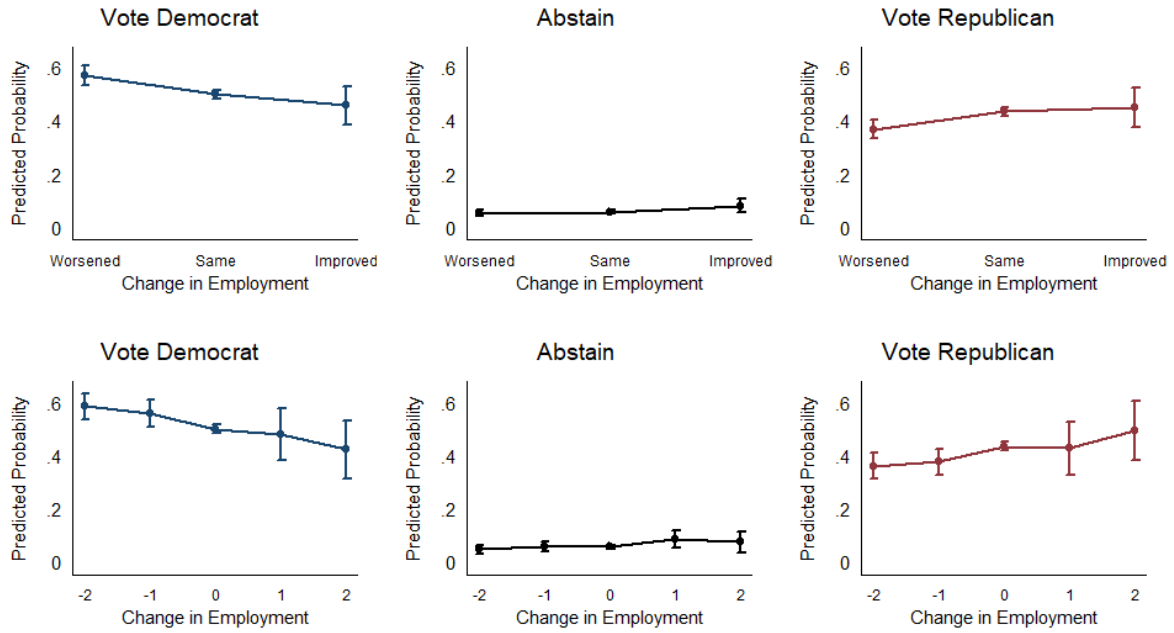 Vote Democrat
Abstain
Vote Republican
Predicted Probability
.6
.4
.2
0
Worsened Same Improved
Change in Employment
Predicted Probability
.6
.4
.2
0
Worsened Same Improved
Change in Employment
Predicted Probability
.6
.4
.2
0
Worsened Same Improved
Change in Employment
Vote Democrat
Abstain
Vote Republican
Predicted Probability
.6
.4
.2
0
-2 -1 0 1 2
Change in Employment
Predicted Probability
.6
.4
.2
0
-2 -1 0 1 2
Change in Employment
Predicted Probability
.6
.4
.2
0
-2 -1 0 1 2
Change in Employment